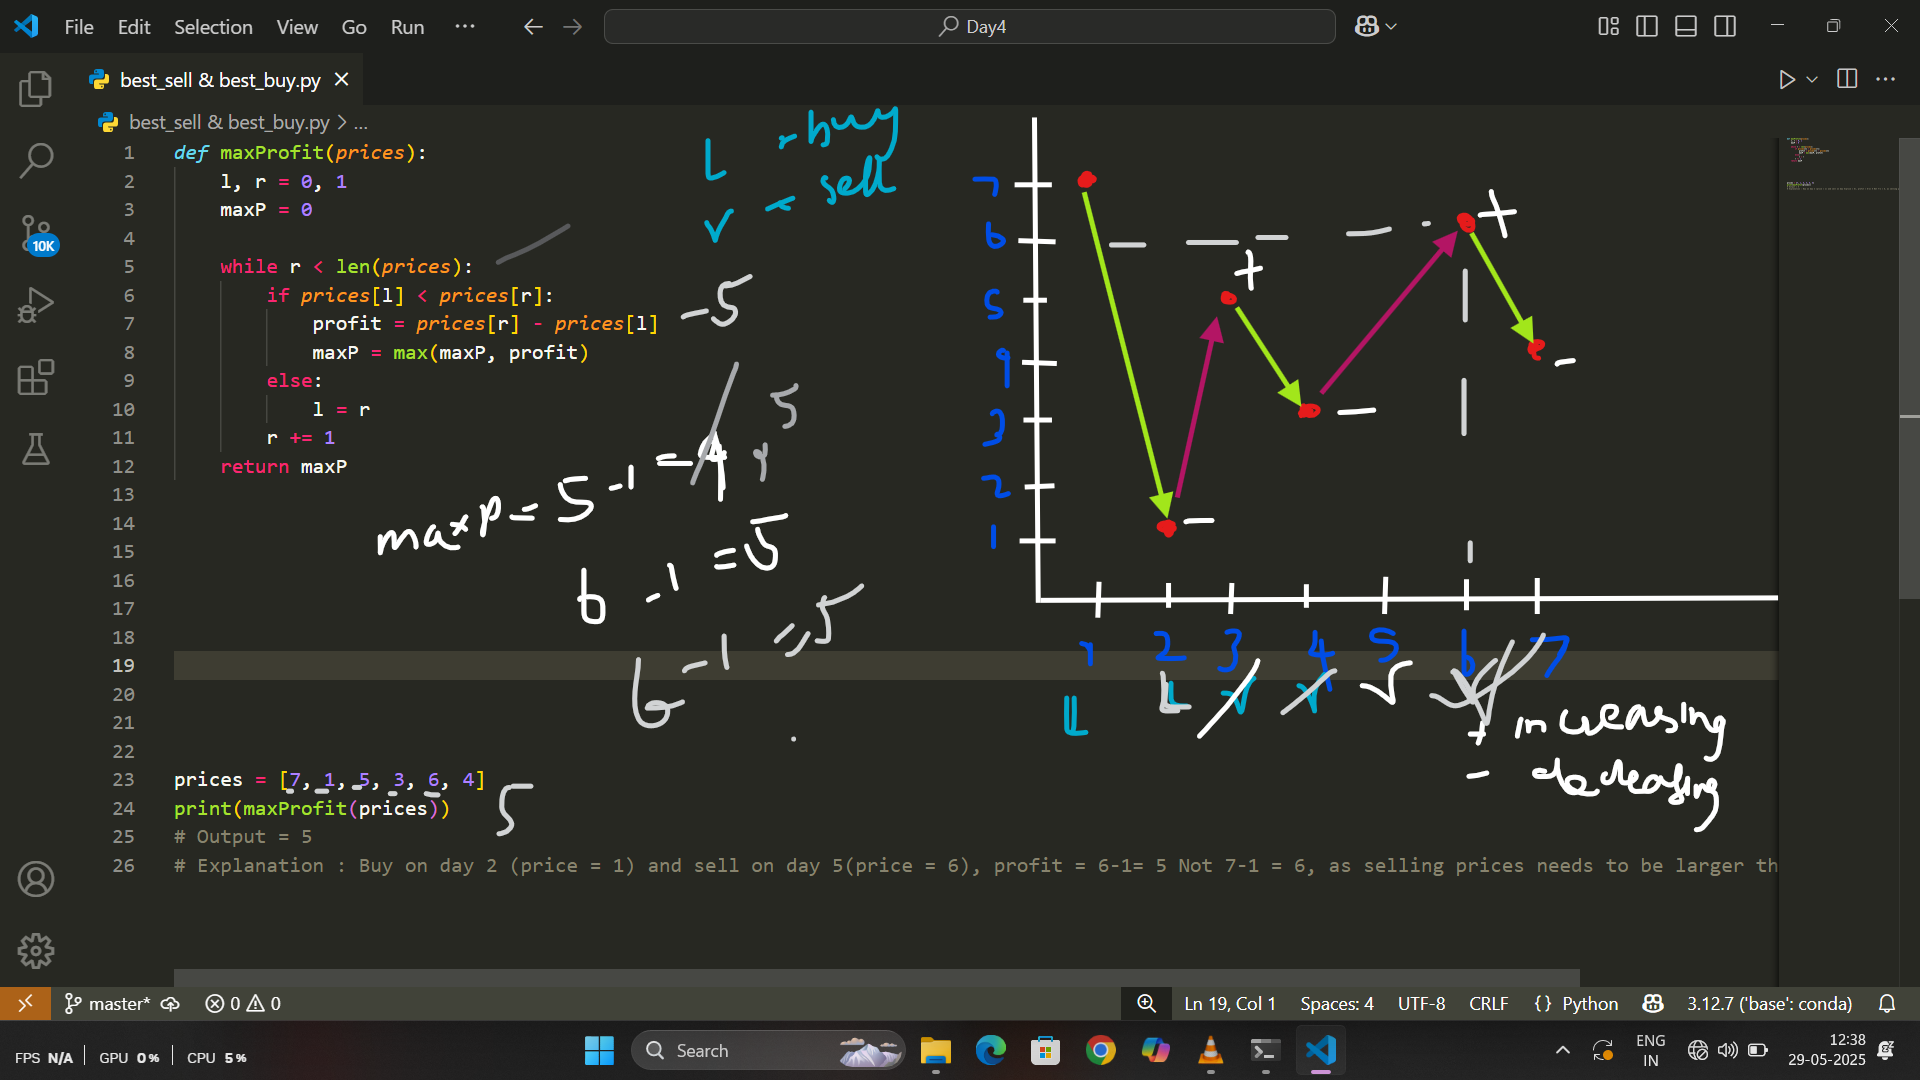 File Edit Selection View Go Run ··· Day4
best_sell & best_buy.py
best_sell & best_buy.py > ...
1 def maxProfit(prices):
2 l, r = 0, 1
3 maxP = 0
4
5 while r < len(prices):
6 if prices[l] < prices[r]:
7 profit = prices[r] - prices[l]
8 maxP = max(maxP, profit)
9 else:
10 l = r
11 r += 1
12 return maxP
13
14
15
16
17
18
19
20
21
22
23 prices = [7, 1, 5, 3, 6, 4]
24 print(maxProfit(prices))
25 # Output = 5
26 # Explanation : Buy on day 2 (price = 1) and sell on day 5(price = 6), profit = 6-1= 5 Not 7-1 = 6, as selling prices needs to be larger th
10K
L - buy
r = sell
-5
5
maxP = 5 -1 = 4
6 -1 = 5
6 -1 = 5
5
7
6
5
4
3
2
1
+
+
-
-
-
1 2 3 4 5 6 7
L L r r r
+ increasing
- decreasing
master* 0 0 Ln 19, Col 1 Spaces: 4 UTF-8 CRLF {} Python 3.12.7 ('base': conda)
FPS N/A GPU 0% CPU 5% Search ENG IN 12:38 29-05-2025